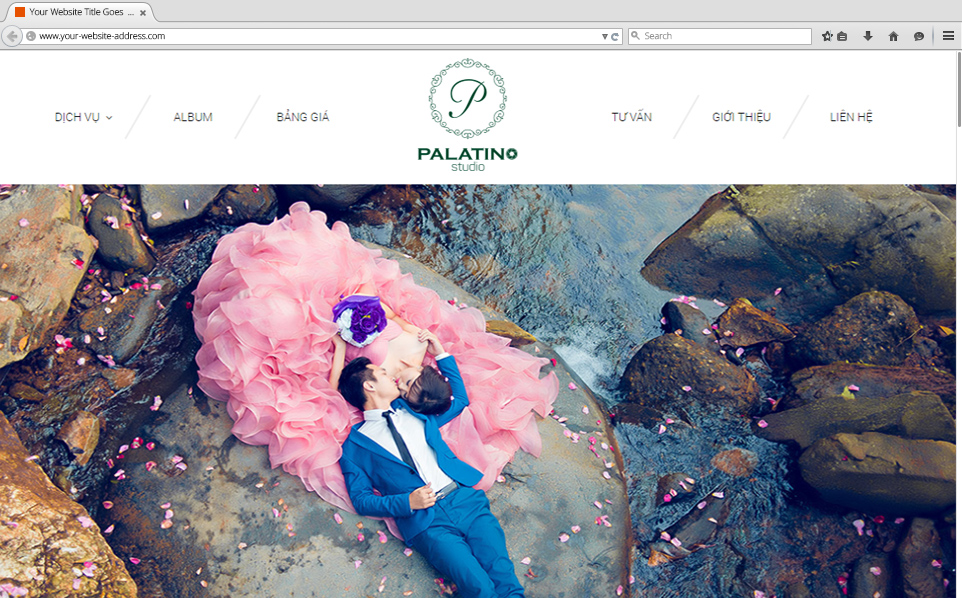 Your Website Title Goes ...
www.your-website-address.com
Search
DỊCH VỤ
ALBUM
BẢNG GIÁ
P
PALATINO
studio
TƯ VẤN
GIỚI THIỆU
LIÊN HỆ